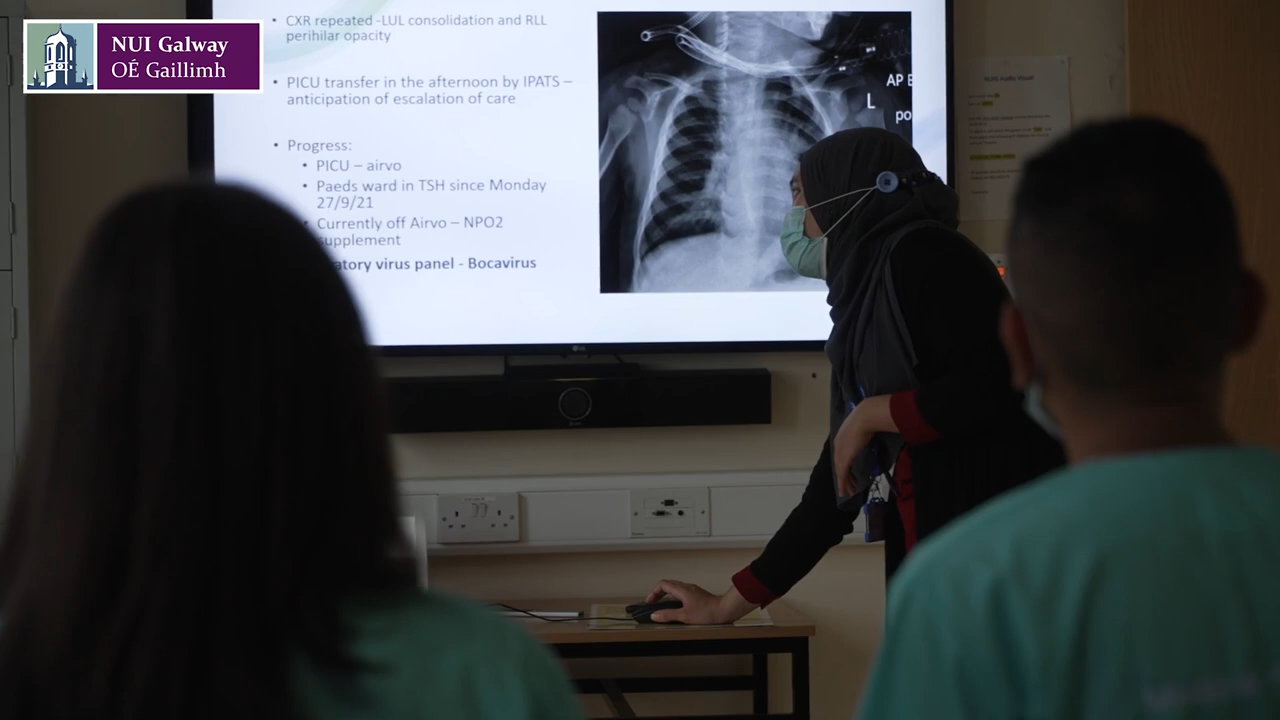 NUI Galway
OÉ Gaillimh
CXR repeated -LUL consolidation and RLL
perihilar opacity
PICU transfer in the afternoon by IPATS –
anticipation of escalation of care
Progress:
PICU – airvo
Paeds ward in TSH since Monday
27/9/21
Currently off Airvo – NPO2
supplement
virus panel - Bocavirus
AP
L